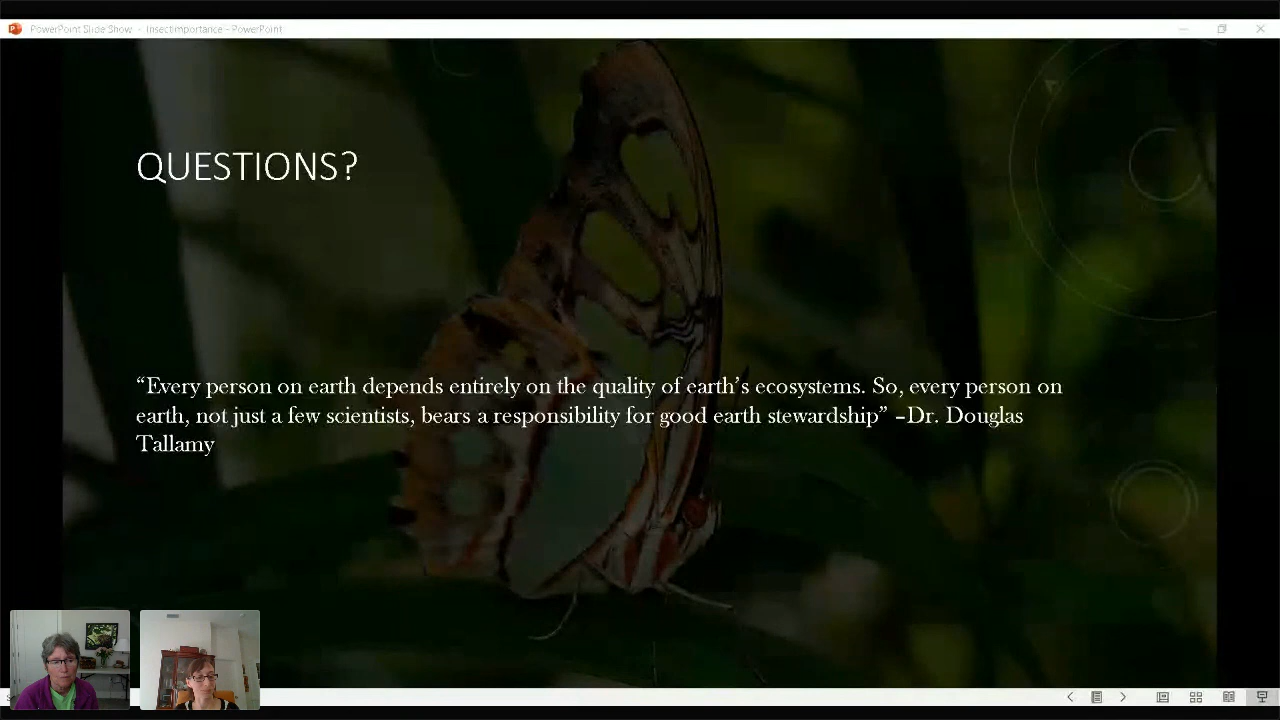 PowerPoint Slide Show - Insectimportance - PowerPoint
QUESTIONS?
“Every person on earth depends entirely on the quality of earth’s ecosystems. So, every person on
earth, not just a few scientists, bears a responsibility for good earth stewardship” –Dr. Douglas
Tallamy